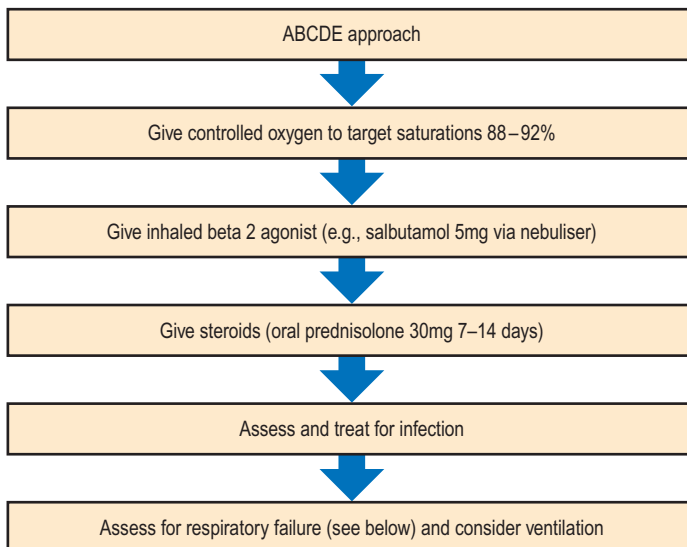 ABCDE approach
Give controlled oxygen to target saturations 88–92%
Give inhaled beta 2 agonist (e.g., salbutamol 5mg via nebuliser)
Give steroids (oral prednisolone 30mg 7–14 days)
Assess and treat for infection
Assess for respiratory failure (see below) and consider ventilation